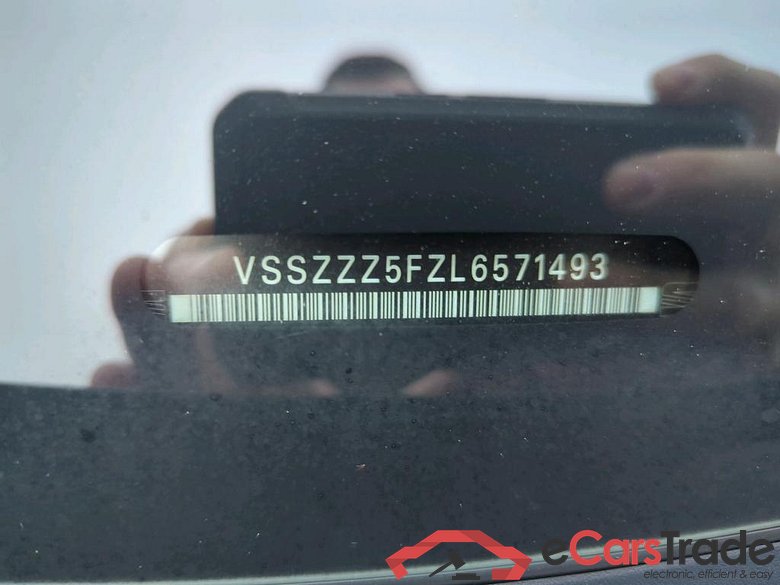 VSSZZZ5FZL6571493
eCarsTrade
electronic, efficient & easy